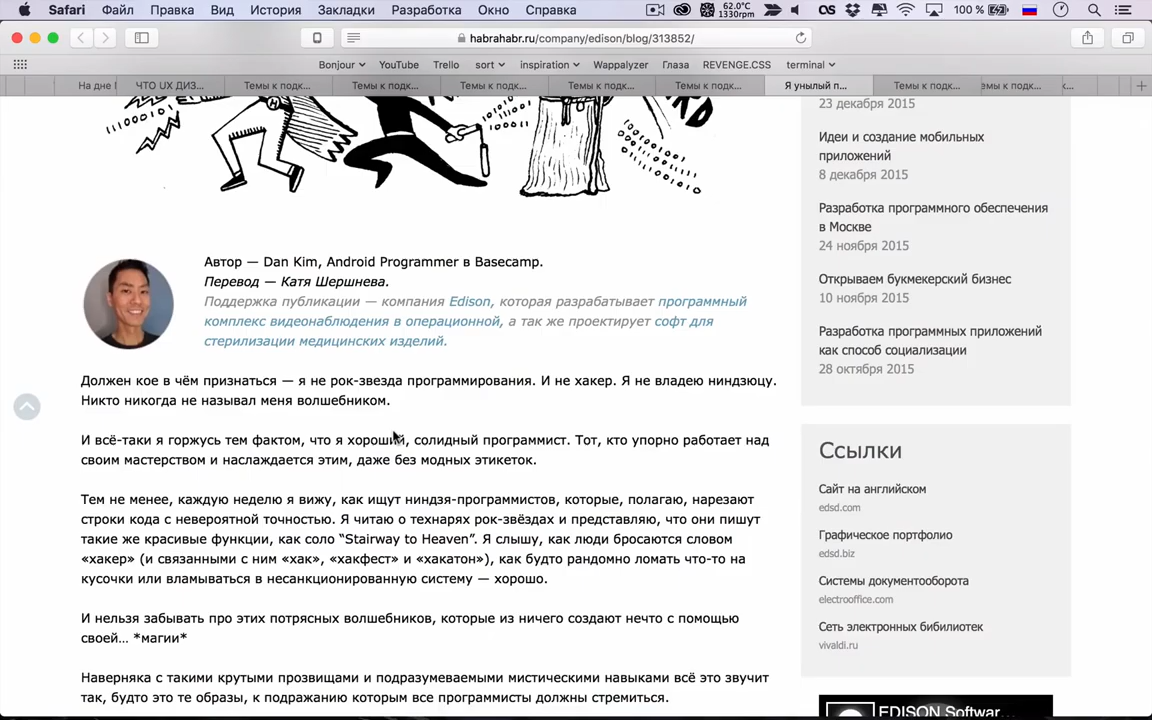 Safari Файл Правка Вид История Закладки Разработка Окно Справка 62.0°C 1330rpm 100 %
habrahabr.ru/company/edison/blog/313852/
Bonjour YouTube Trello sort inspiration Wappalyzer Глаза REVENGE.CSS terminal
На дне ЧТО UX ДИЗ... Темы к подк... Темы к подк... Темы к подк... Темы к подк... Темы к подк... Я унылый п... Темы к подк... емы к подк...
23 декабря 2015
Идеи и создание мобильных
приложений
8 декабря 2015
Разработка программного обеспечения
в Москве
24 ноября 2015
Открываем букмекерский бизнес
10 ноября 2015
Разработка программных приложений
как способ социализации
28 октября 2015
Автор — Dan Kim, Android Programmer в Basecamp.
Перевод — Катя Шершнева.
Поддержка публикации — компания Edison, которая разрабатывает программный
комплекс видеонаблюдения в операционной, а так же проектирует софт для
стерилизации медицинских изделий.
Должен кое в чём признаться — я не рок-звезда программирования. И не хакер. Я не владею ниндзюцу.
Никто никогда не называл меня волшебником.
И всё-таки я горжусь тем фактом, что я хороший, солидный программист. Тот, кто упорно работает над
своим мастерством и наслаждается этим, даже без модных этикеток.
Тем не менее, каждую неделю я вижу, как ищут ниндзя-программистов, которые, полагаю, нарезают
строки кода с невероятной точностью. Я читаю о технарях рок-звёздах и представляю, что они пишут
такие же красивые функции, как соло “Stairway to Heaven”. Я слышу, как люди бросаются словом
«хакер» (и связанными с ним «хак», «хакфест» и «хакатон»), как будто рандомно ломать что-то на
кусочки или вламываться в несанкционированную систему — хорошо.
И нельзя забывать про этих потрясных волшебников, которые из ничего создают нечто с помощью
своей... *магии*
Наверняка с такими крутыми прозвищами и подразумеваемыми мистическими навыками всё это звучит
так, будто это те образы, к подражанию которым все программисты должны стремиться.
Ссылки
Сайт на английском
edsd.com
Графическое портфолио
edsd.biz
Системы документооборота
electrooffice.com
Сеть электронных бибилиотек
vivaldi.ru
EDISON Softwar...